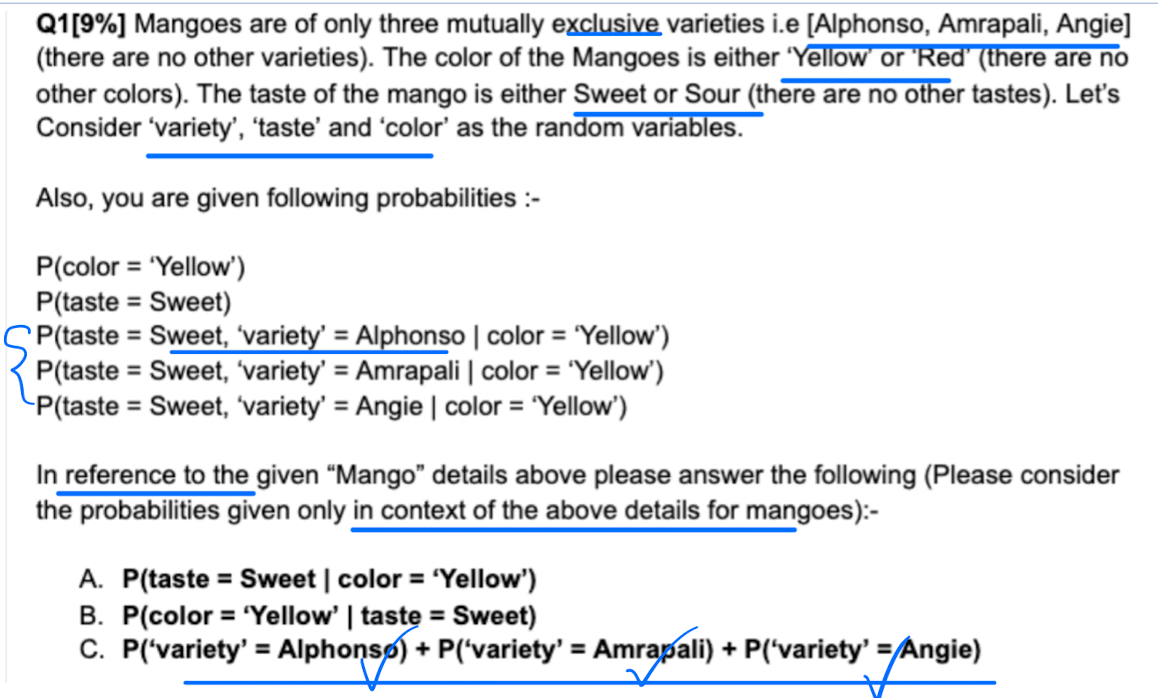 Q1[9%] Mangoes are of only three mutually exclusive varieties i.e [Alphonso, Amrapali, Angie]
(there are no other varieties). The color of the Mangoes is either ‘Yellow’ or ‘Red’ (there are no
other colors). The taste of the mango is either Sweet or Sour (there are no other tastes). Let’s
Consider ‘variety’, ‘taste’ and ‘color’ as the random variables.
Also, you are given following probabilities :-
P(color = ‘Yellow’)
P(taste = Sweet)
P(taste = Sweet, ‘variety’ = Alphonso | color = ‘Yellow’)
P(taste = Sweet, ‘variety’ = Amrapali | color = ‘Yellow’)
P(taste = Sweet, ‘variety’ = Angie | color = ‘Yellow’)
In reference to the given “Mango” details above please answer the following (Please consider
the probabilities given only in context of the above details for mangoes):-
A. P(taste = Sweet | color = ‘Yellow’)
B. P(color = ‘Yellow’ | taste = Sweet)
C. P(‘variety’ = Alphonso) + P(‘variety’ = Amrapali) + P(‘variety’ = Angie)